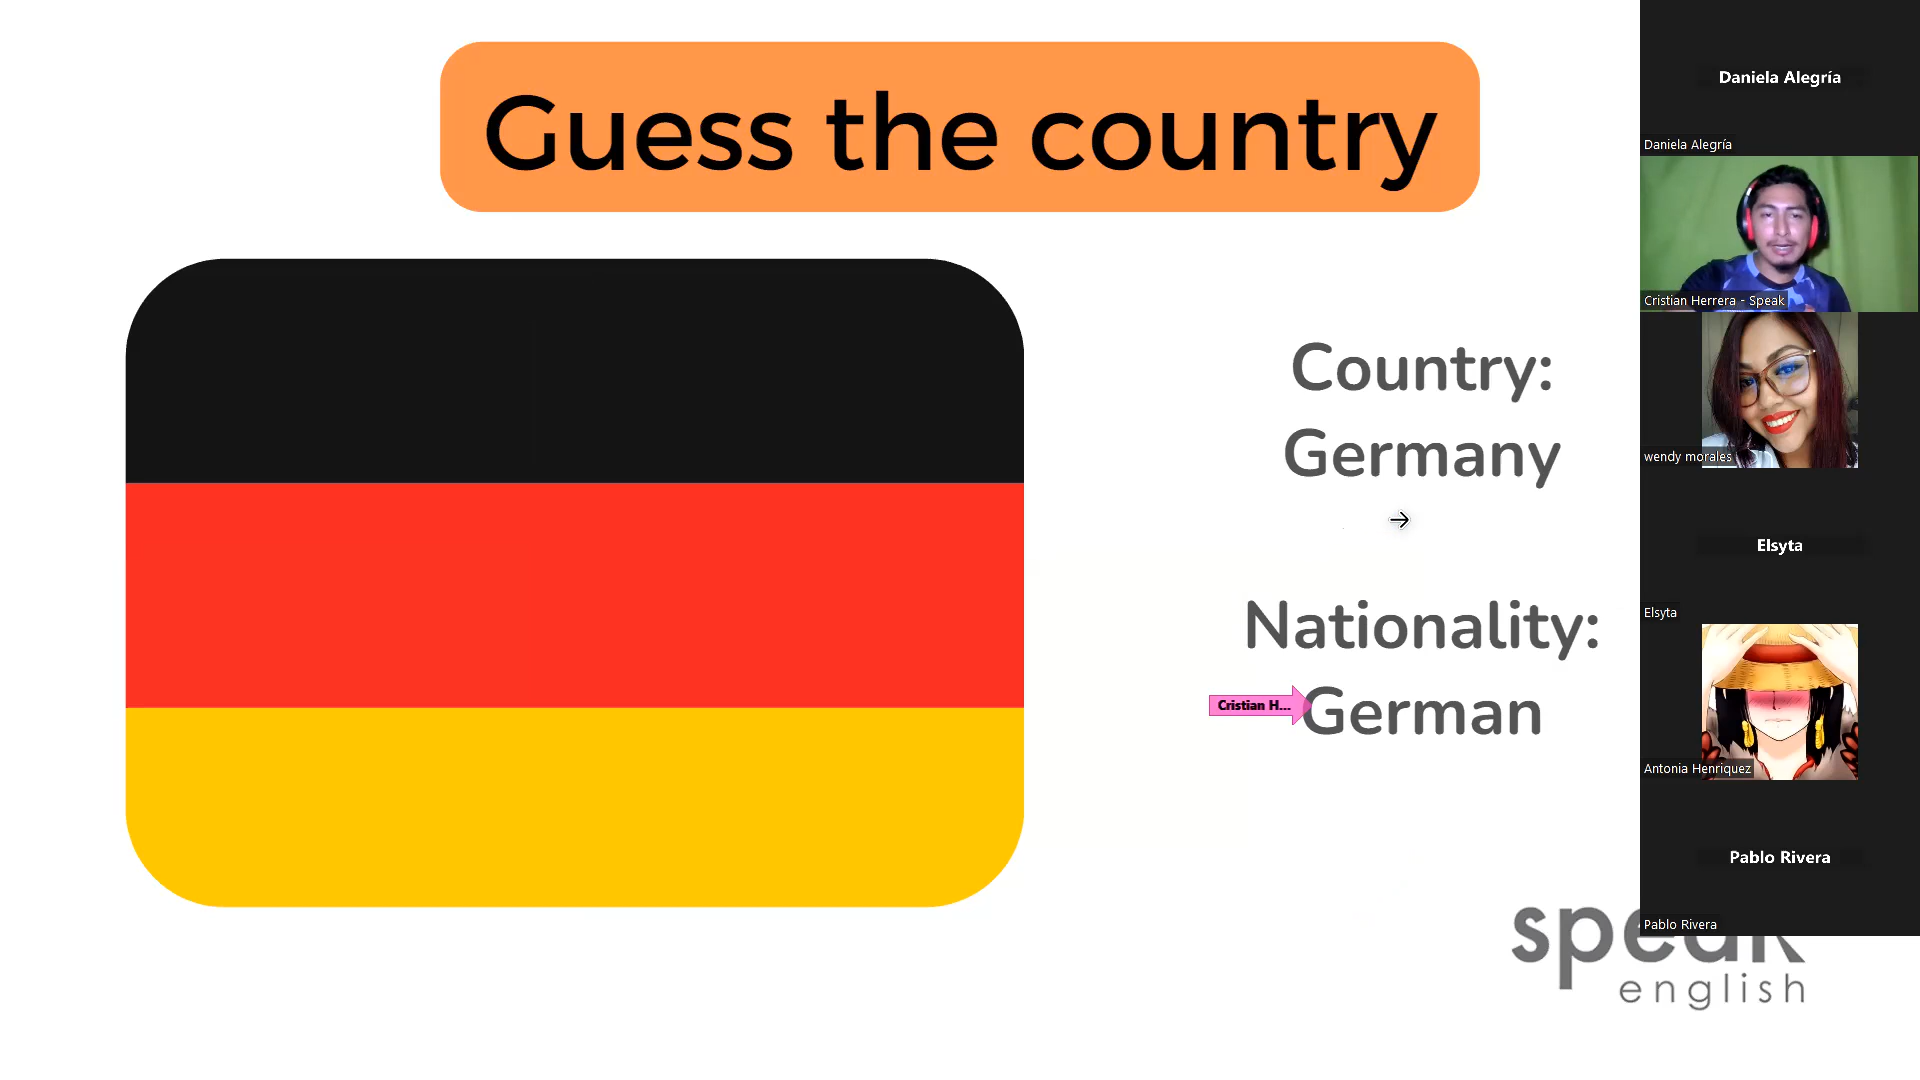 Guess the country
Country:
Germany
Nationality:
Cristian H...
German
speak
english
Daniela Alegría
Daniela Alegría
Cristian Herrera - Speak
wendy morales
Elsyta
Elsyta
Antonia Henriquez
Pablo Rivera
Pablo Rivera